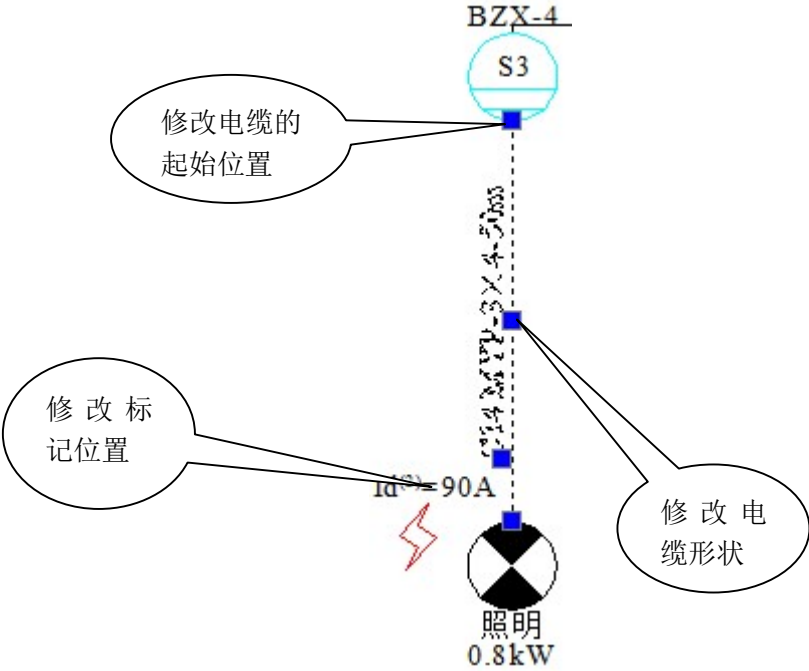 BZX-4
S3
修改电缆的
起始位置
修改标
记位置
Id⁽²⁾=90A
修改电
缆形状
照明
0.8kW